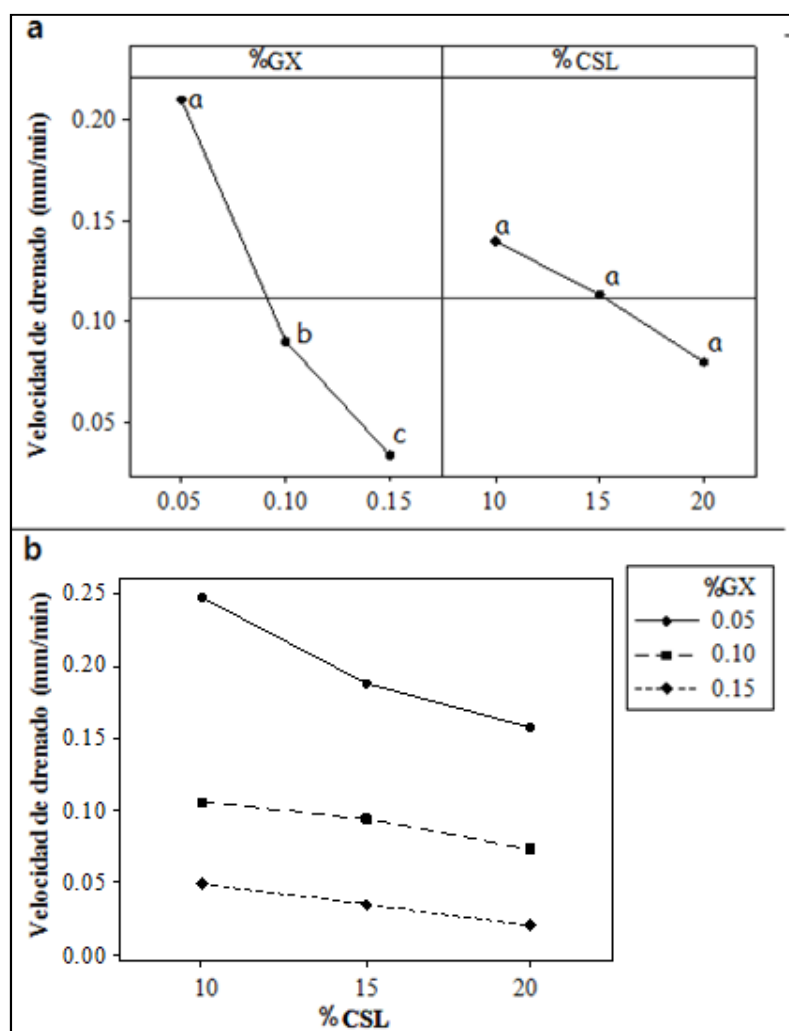 a
%GX %CSL
Velocidad de drenado (mm/min)
0.20
0.15
0.10
0.05
a
b
c
a
a
a
0.05 0.10 0.15 10 15 20
b
Velocidad de drenado (mm/min)
0.25
0.20
0.15
0.10
0.05
0.00
10 15 20
%CSL
%GX
0.05
0.10
0.15